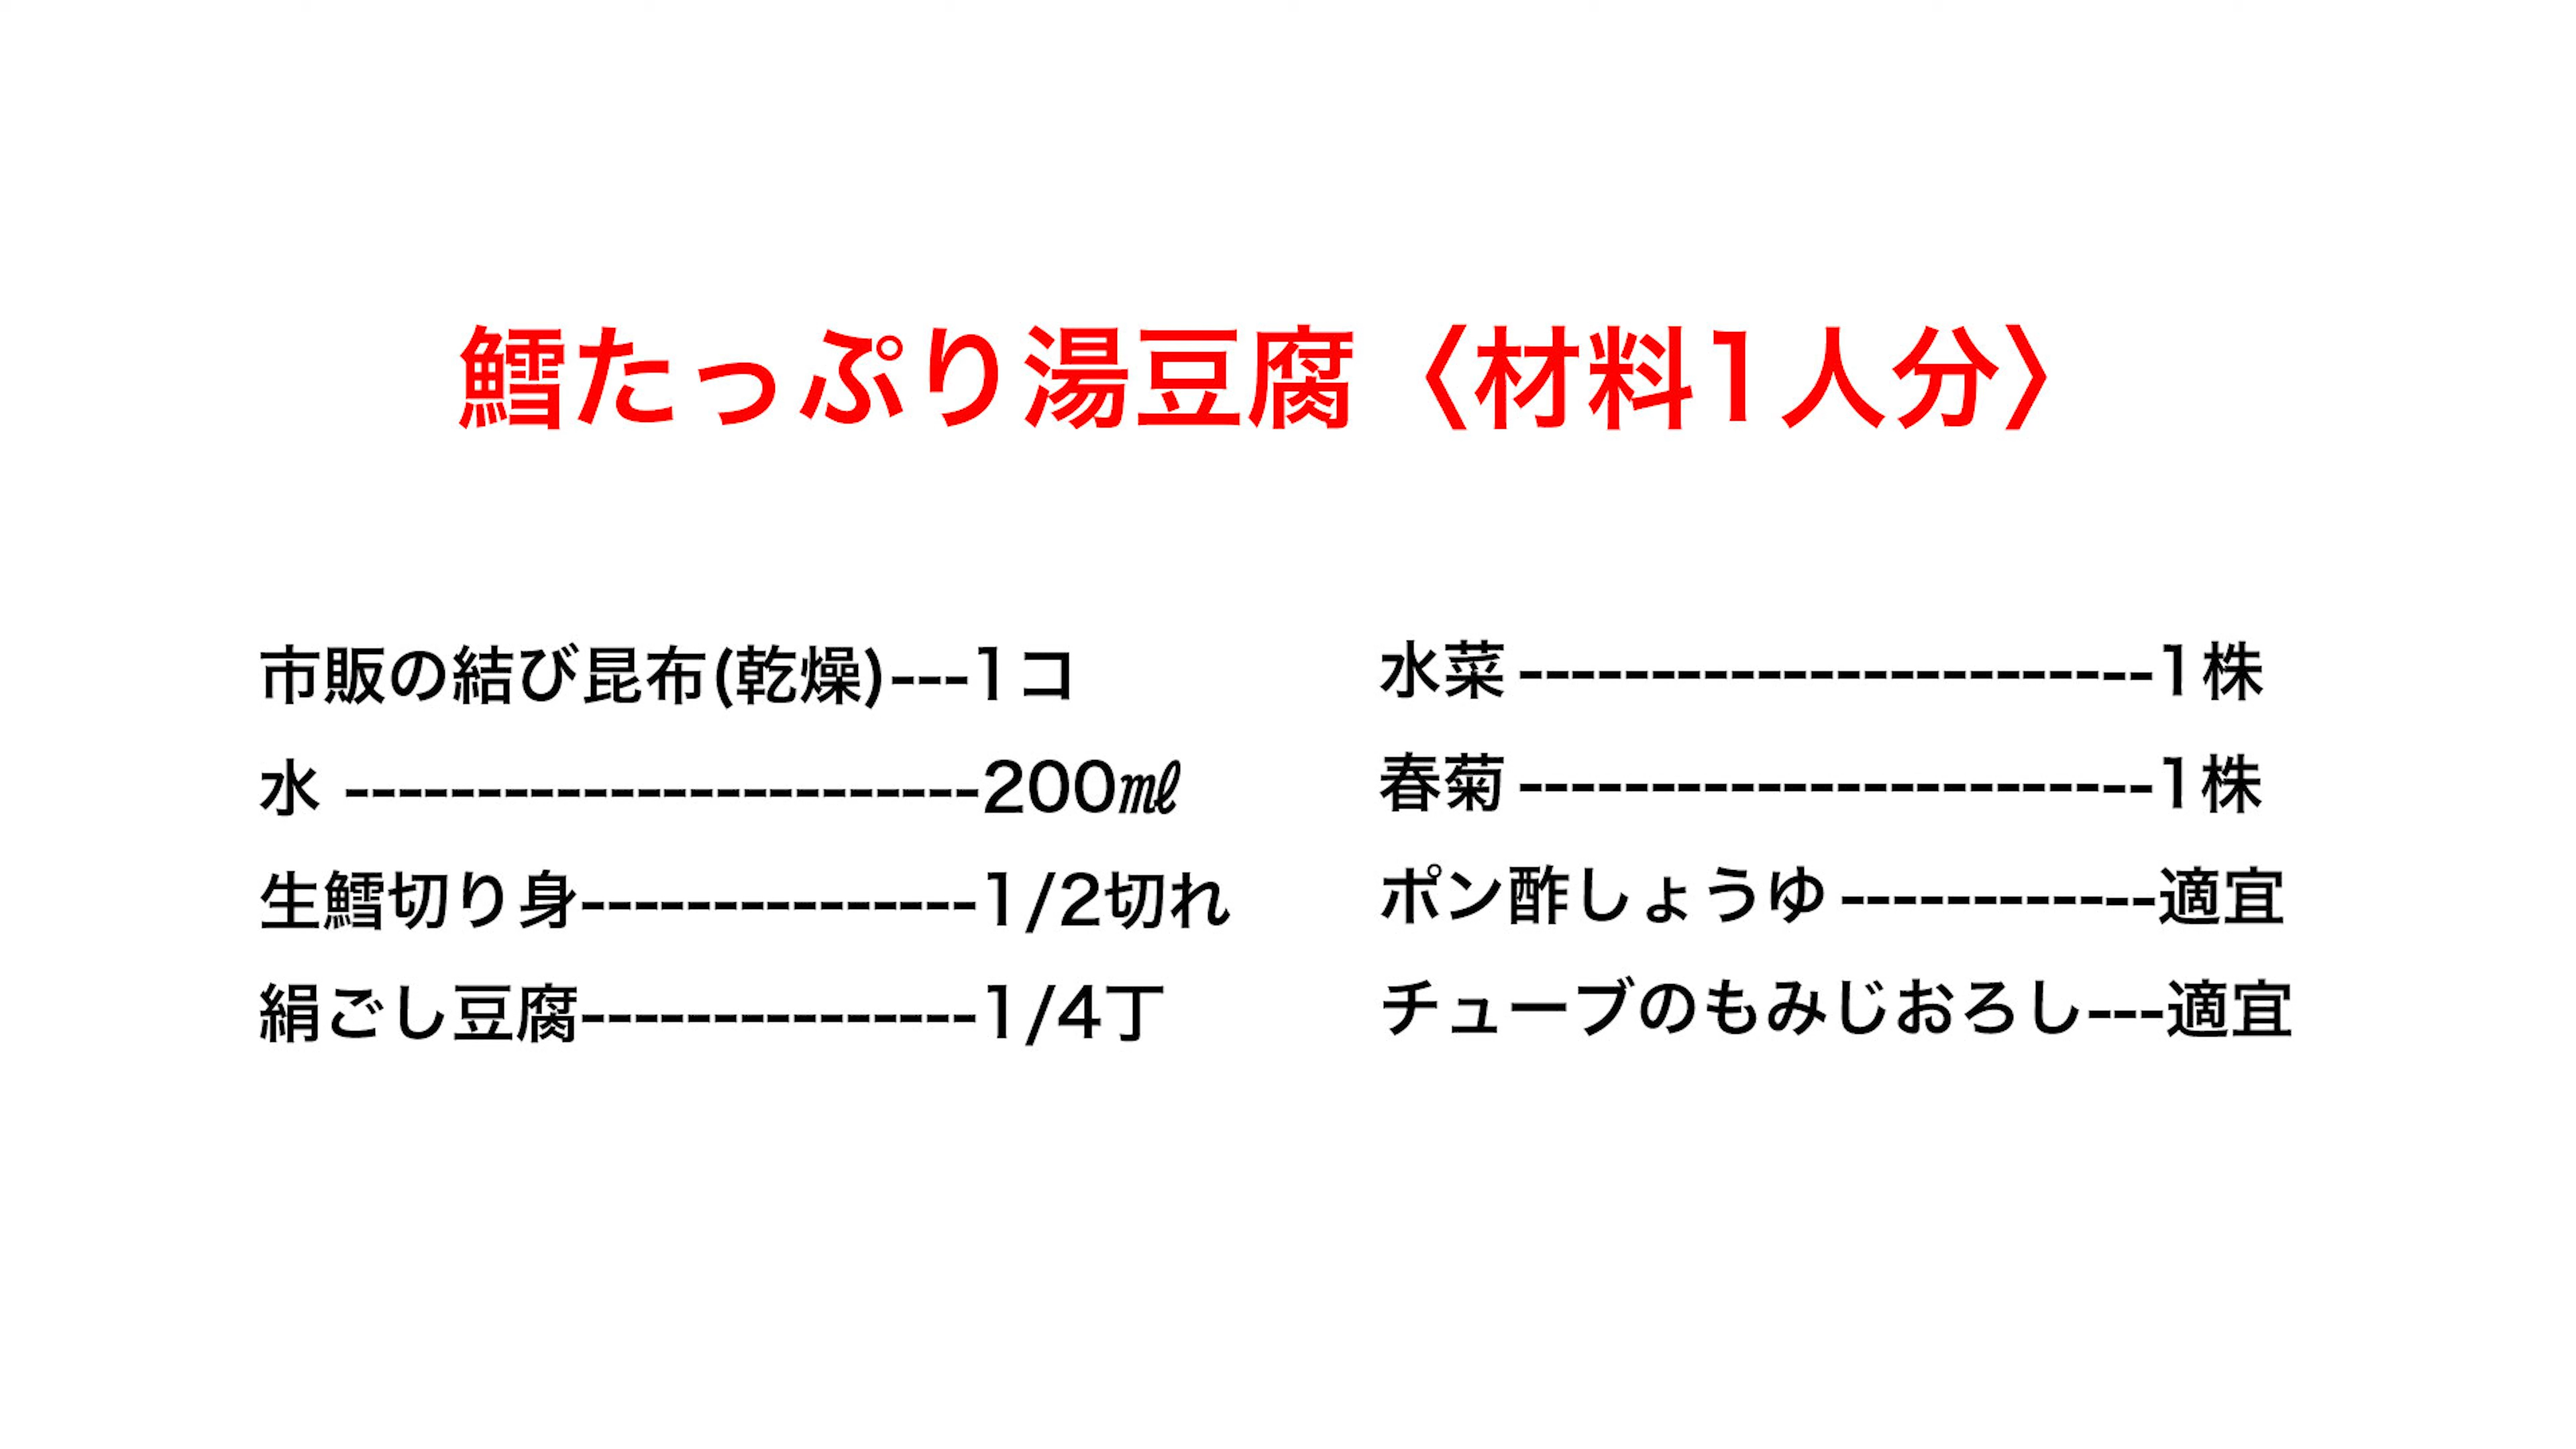 鱈たっぷり湯豆腐〈材料1人分〉
市販の結び昆布(乾燥)---1コ
水 ------------------------200㎖
生鱈切り身---------------1/2切れ
絹ごし豆腐---------------1/4丁
水菜------------------------1株
春菊------------------------1株
ポン酢しょうゆ------------適宜
チューブのもみじおろし---適宜